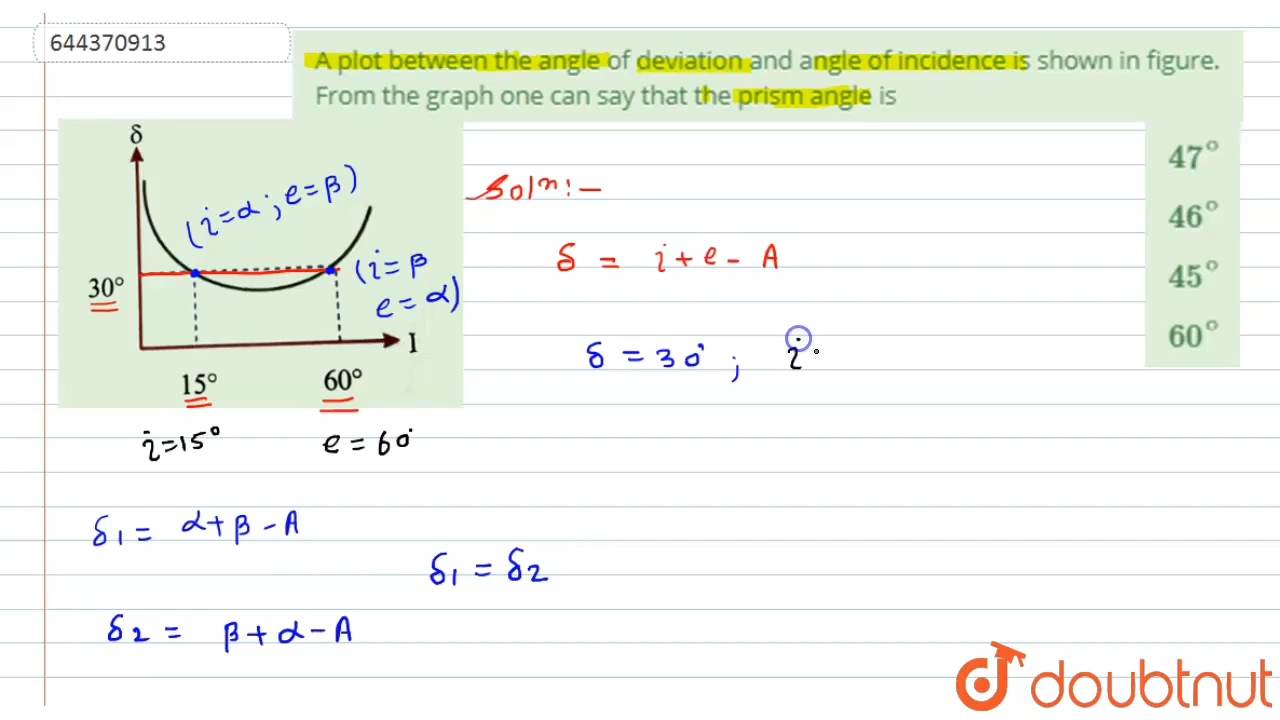 644370913
A plot between the angle of deviation and angle of incidence is shown in figure.
From the graph one can say that the prism angle is
47°
46°
45°
60°
δ
(i=α ; e=β)
(i=β
e=α)
30°
I
15°
60°
i=15°
e = 60°
Soln:-
δ = i+e-A
δ = 30° ; i
δ1 = α+β-A
δ1 = δ2
δ2 = β+α-A
doubtnut